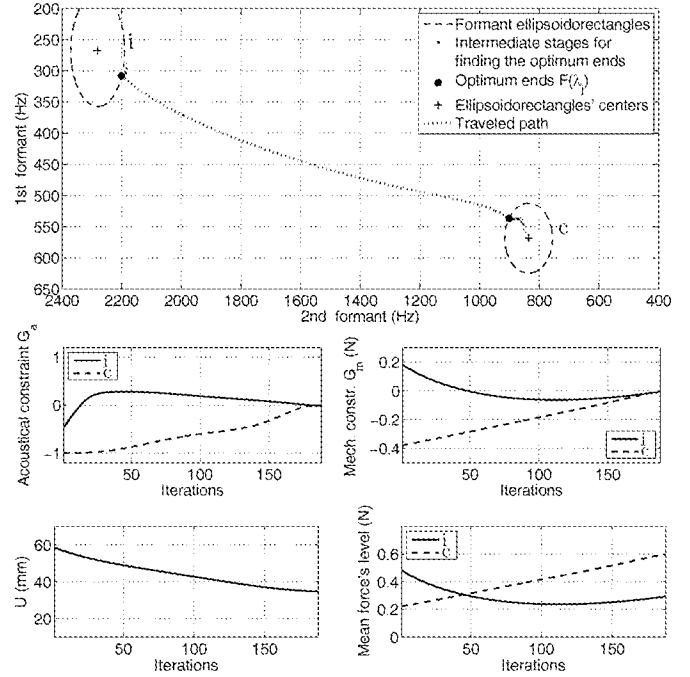 200
250
300
350
400
450
500
550
600
650
1st formant (Hz)
i
Formant ellipsoidorectangles
Intermediate stages for
finding the optimum ends
Optimum ends F(λj)
Ellipsoidorectangles' centers
Traveled path
c
2400 2200 2000 1800 1600 1400 1200 1000 800 600 400
2nd formant (Hz)
Acoustical constraint Ga
1
0
−1
i
c
50 100 150
Iterations
Mech. constr. Gm (N)
0.2
0
−0.2
−0.4
i
c
50 100 150
Iterations
U (mm)
60
40
20
50 100 150
Iterations
Mean force's level (N)
0.6
0.4
0.2
0
i
c
50 100 150
Iterations